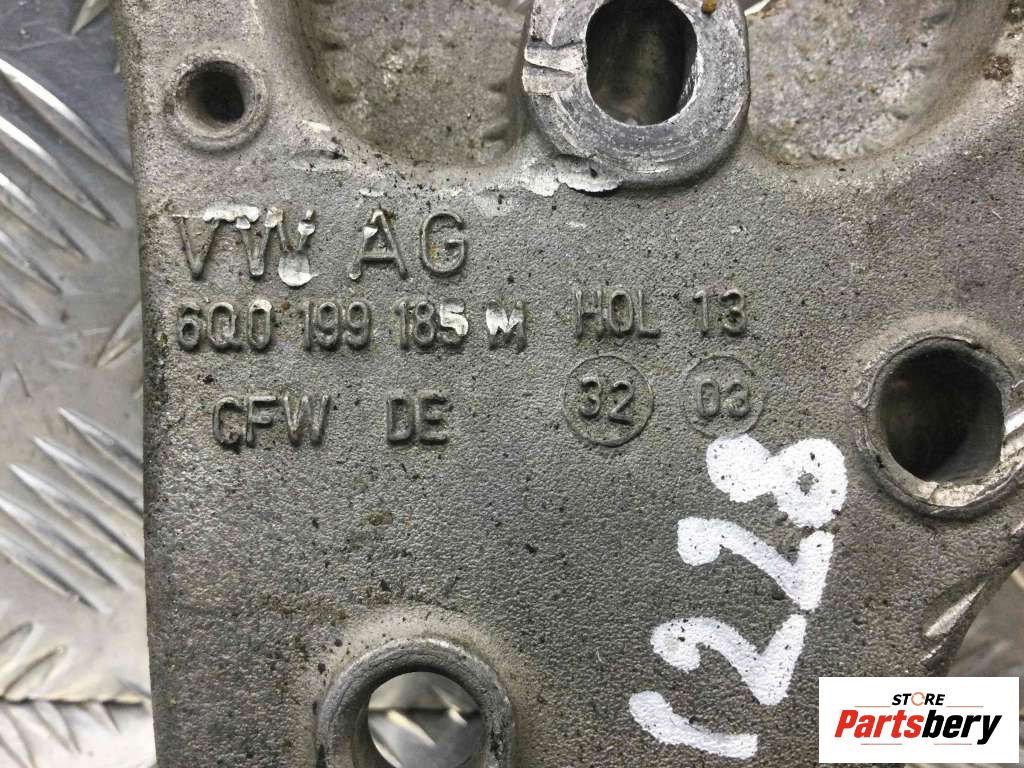 VW AG
6Q0 199 185 M HOL 13
CFW DE 32 03
1228
STORE
Partsbery